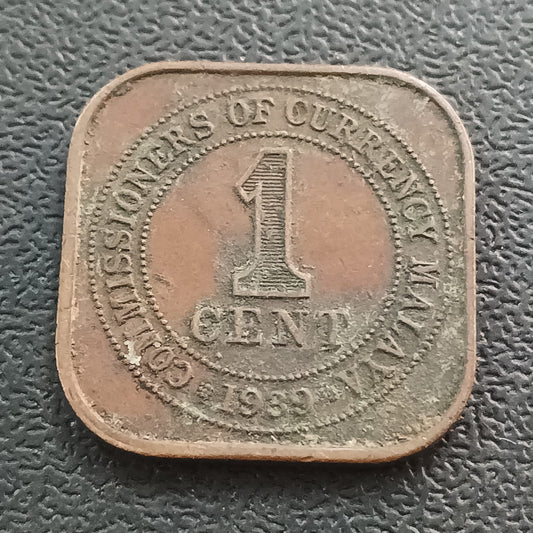 COMMISSIONERS OF CURRENCY MALAYA
1
CENT
1939